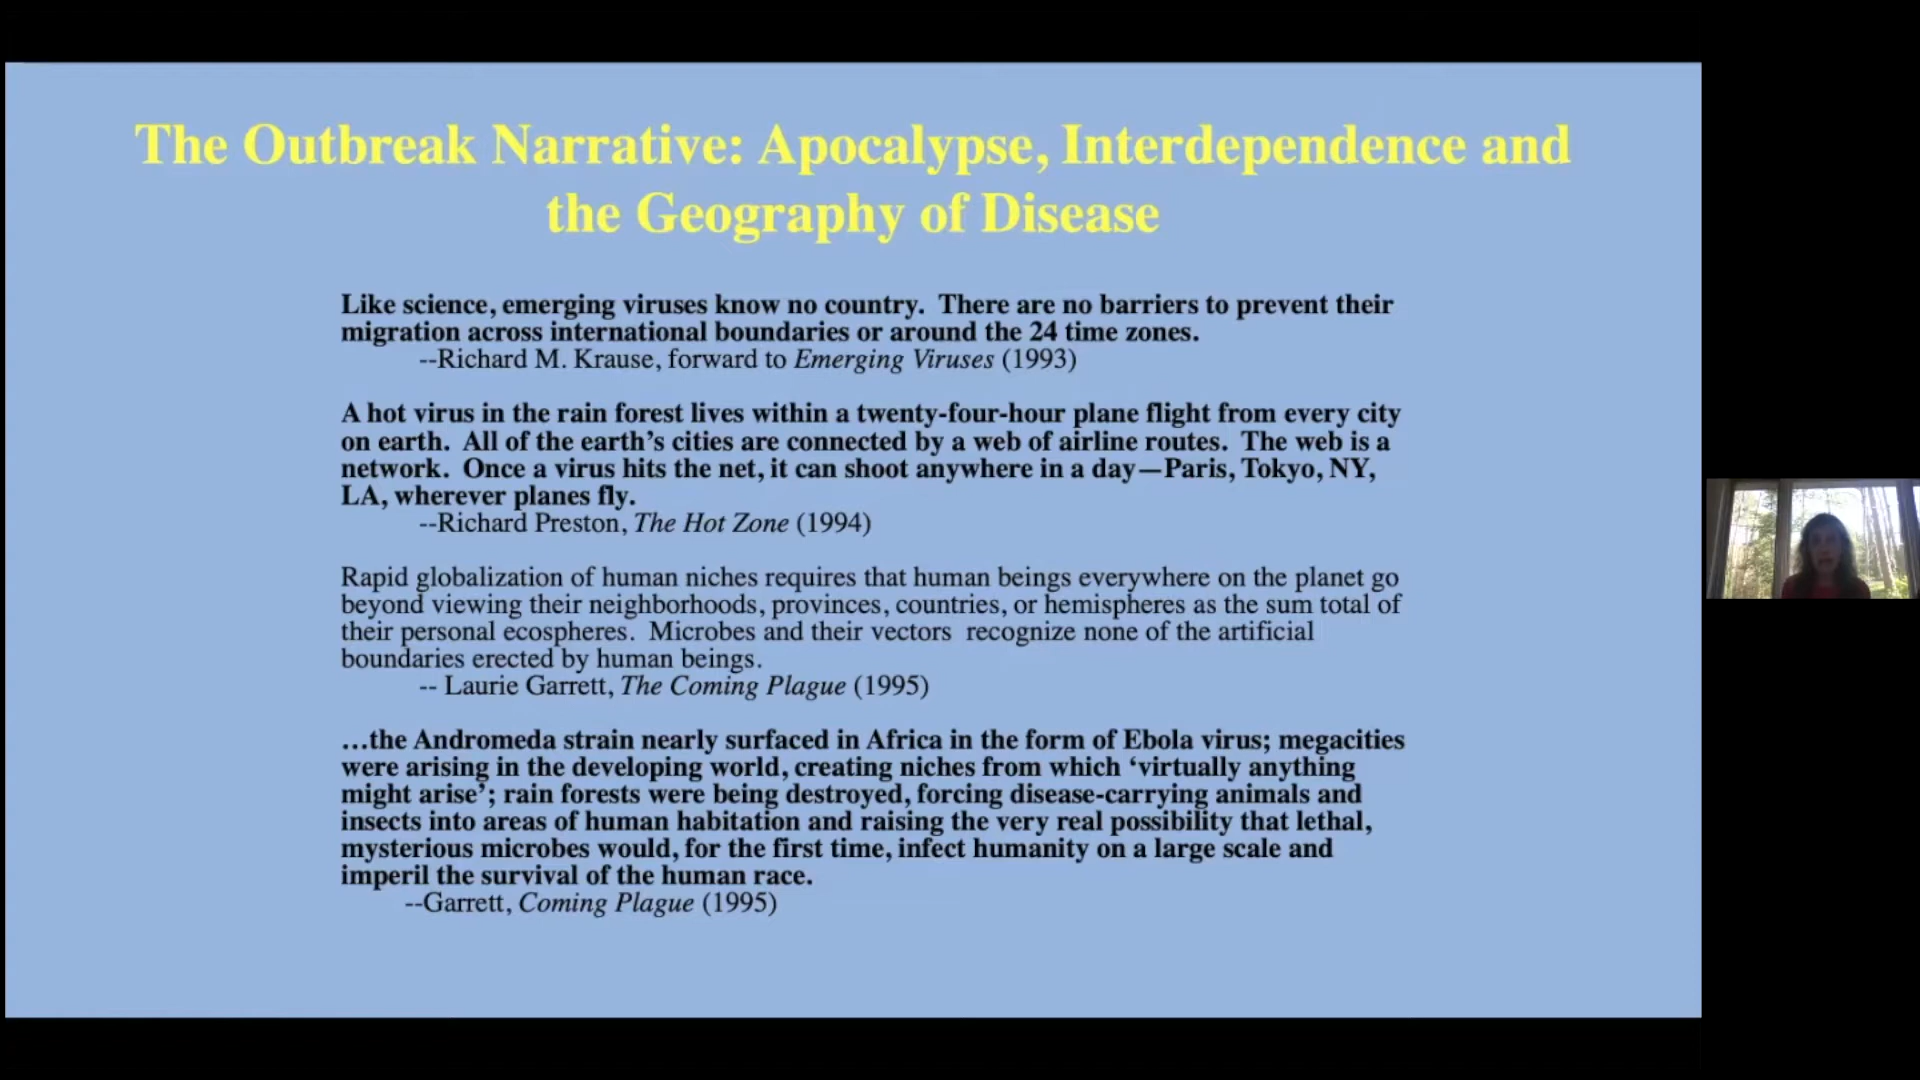 The Outbreak Narrative: Apocalypse, Interdependence and
the Geography of Disease
Like science, emerging viruses know no country.  There are no barriers to prevent their
migration across international boundaries or around the 24 time zones.
--Richard M. Krause, forward to Emerging Viruses (1993)
A hot virus in the rain forest lives within a twenty-four-hour plane flight from every city
on earth.  All of the earth’s cities are connected by a web of airline routes.  The web is a
network.  Once a virus hits the net, it can shoot anywhere in a day—Paris, Tokyo, NY,
LA, wherever planes fly.
--Richard Preston, The Hot Zone (1994)
Rapid globalization of human niches requires that human beings everywhere on the planet go
beyond viewing their neighborhoods, provinces, countries, or hemispheres as the sum total of
their personal ecospheres.  Microbes and their vectors  recognize none of the artificial
boundaries erected by human beings.
-- Laurie Garrett, The Coming Plague (1995)
…the Andromeda strain nearly surfaced in Africa in the form of Ebola virus; megacities
were arising in the developing world, creating niches from which ‘virtually anything
might arise’; rain forests were being destroyed, forcing disease-carrying animals and
insects into areas of human habitation and raising the very real possibility that lethal,
mysterious microbes would, for the first time, infect humanity on a large scale and
imperil the survival of the human race.
--Garrett, Coming Plague (1995)